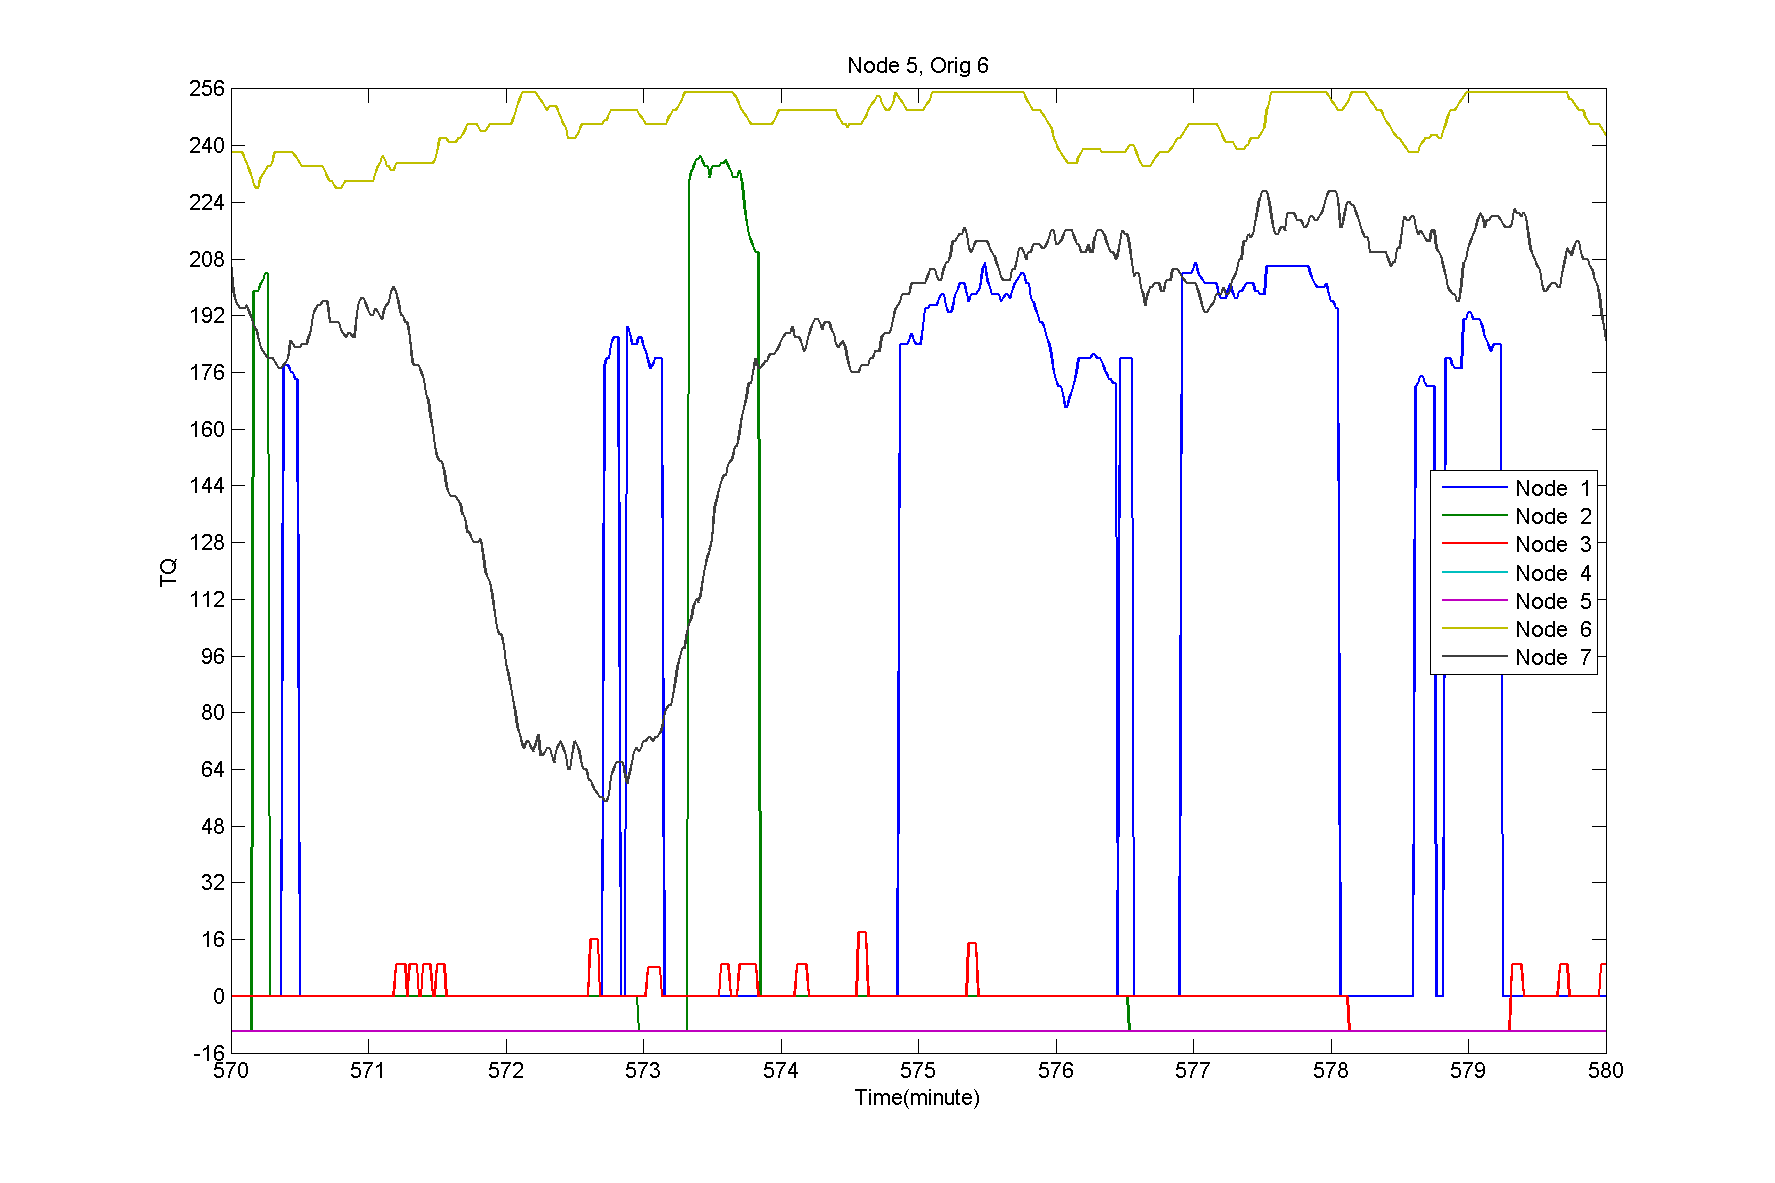 Node 5, Orig 6
256
240
224
208
192
176
160
144
128
112
96
80
64
48
32
16
0
-16
TQ
Node 1
Node 2
Node 3
Node 4
Node 5
Node 6
Node 7
570 571 572 573 574 575 576 577 578 579 580
Time(minute)